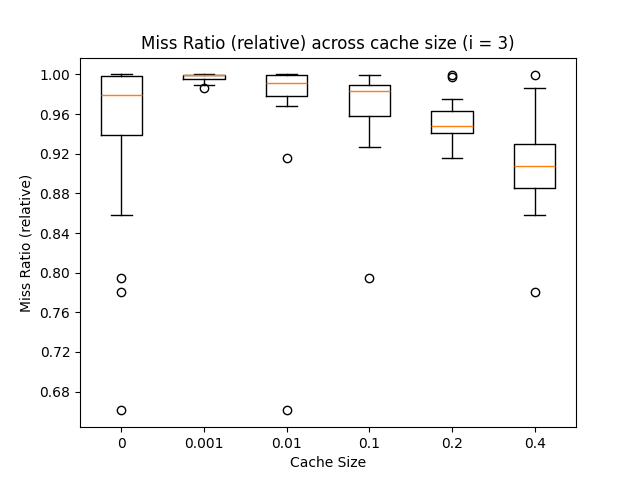 Miss Ratio (relative) across cache size (i = 3)
Miss Ratio (relative)
1.00
0.96
0.92
0.88
0.84
0.80
0.76
0.72
0.68
0 0.001 0.01 0.1 0.2 0.4
Cache Size